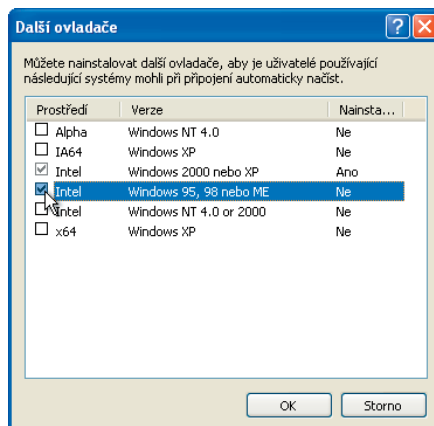 Další ovladače
Můžete nainstalovat další ovladače, aby je uživatelé používající
následující systémy mohli při připojení automaticky načíst.
Prostředí Verze Nainsta...
Alpha Windows NT 4.0 Ne
IA64 Windows XP Ne
Intel Windows 2000 nebo XP Ano
Intel Windows 95, 98 nebo ME Ne
Intel Windows NT 4.0 or 2000 Ne
x64 Windows XP Ne
OK Storno